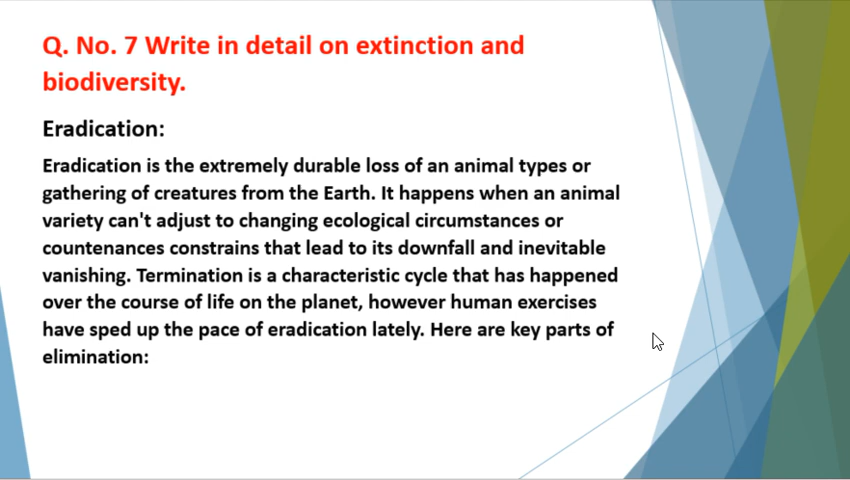 Q. No. 7 Write in detail on extinction and
biodiversity.
Eradication:
Eradication is the extremely durable loss of an animal types or
gathering of creatures from the Earth. It happens when an animal
variety can't adjust to changing ecological circumstances or
countenances constrains that lead to its downfall and inevitable
vanishing. Termination is a characteristic cycle that has happened
over the course of life on the planet, however human exercises
have sped up the pace of eradication lately. Here are key parts of
elimination: